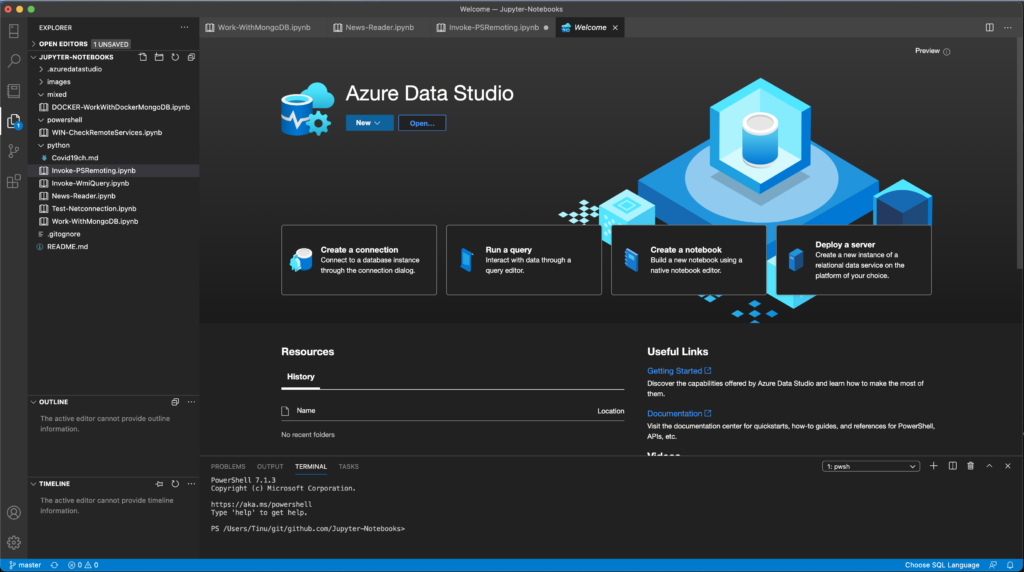 Welcome — Jupyter-Notebooks
EXPLORER
OPEN EDITORS 1 UNSAVED
JUPYTER-NOTEBOOKS
.azuredatastudio
images
mixed
DOCKER-WorkWithDockerMongoDB.ipynb
powershell
WIN-CheckRemoteServices.ipynb
python
Covid19ch.md
Invoke-PSRemoting.ipynb
Invoke-WmiQuery.ipynb
News-Reader.ipynb
Test-Netconnection.ipynb
Work-WithMongoDB.ipynb
.gitognore
README.md
OUTLINE
The active editor cannot provide outline
information.
TIMELINE
The active editor cannot provide timeline
information.
Work-WithMongoDB.ipynb
News-Reader.ipynb
Invoke-PSRemoting.ipynb
Welcome
Preview
Azure Data Studio
New
Open...
Create a connection
Connect to a database instance
through the connection dialog.
Run a query
Interact with data through a
query editor.
Create a notebook
Build a new notebook using a
native notebook editor.
Deploy a server
Create a new instance of a
relational data service on the
platform of your choice.
Resources
History
Name Location
No recent folders
Useful Links
Getting Started
Discover the capabilities offered by Azure Data Studio and learn how to make the most of
them.
Documentation
Visit the documentation center for quickstarts, how-to guides, and references for PowerShell,
APIs, etc.
Videos
PROBLEMS OUTPUT TERMINAL TASKS
1: pwsh
PowerShell 7.1.3
Copyright (c) Microsoft Corporation.
https://aka.ms/powershell
Type 'help' to get help.
PS /Users/Tinu/git/github.com/Jupyter-Notebooks>
1
master
0 0
Choose SQL Language